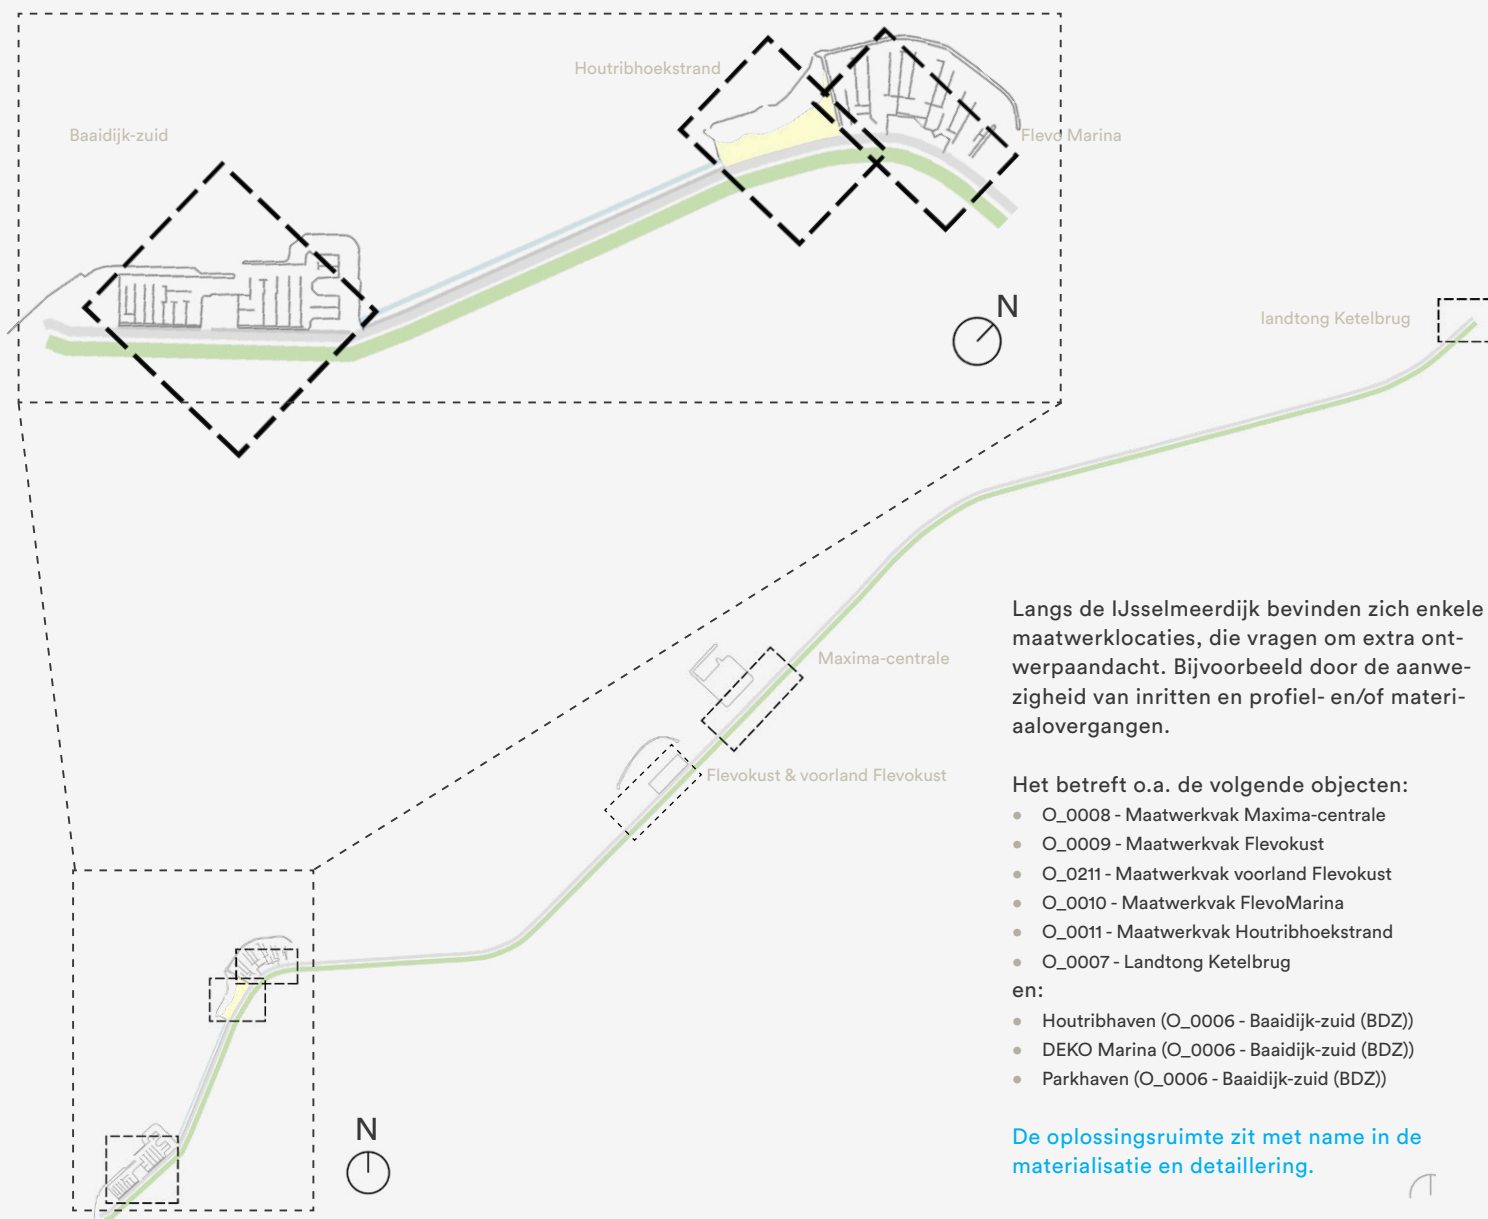 Houtribhoekstrand
Baaidijk-zuid
Flevo Marina
N
landtong Ketelbrug
Maxima-centrale
Flevokust & voorland Flevokust
N
Langs de IJsselmeerdijk bevinden zich enkele
maatwerklocaties, die vragen om extra ont-
werpaandacht. Bijvoorbeeld door de aanwe-
zigheid van inritten en profiel- en/of materi-
aalovergangen.
Het betreft o.a. de volgende objecten:
• O_0008 - Maatwerkvak Maxima-centrale
• O_0009 - Maatwerkvak Flevokust
• O_0211 - Maatwerkvak voorland Flevokust
• O_0010 - Maatwerkvak FlevoMarina
• O_0011 - Maatwerkvak Houtribhoekstrand
• O_0007 - Landtong Ketelbrug
en:
• Houtribhaven (O_0006 - Baaidijk-zuid (BDZ))
• DEKO Marina (O_0006 - Baaidijk-zuid (BDZ))
• Parkhaven (O_0006 - Baaidijk-zuid (BDZ))
De oplossingsruimte zit met name in de
materialisatie en detaillering.